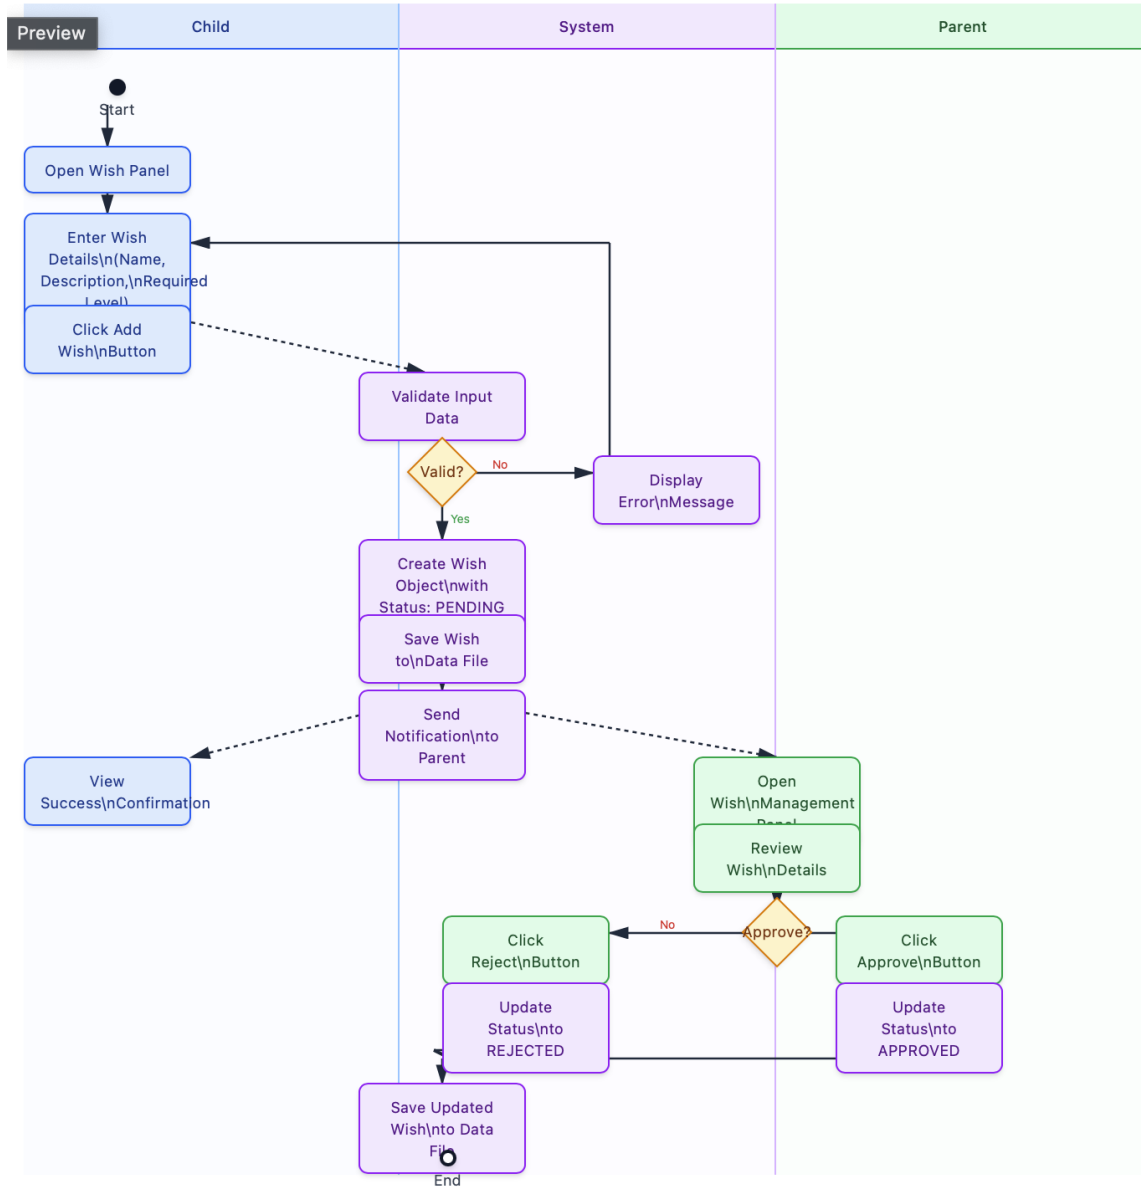 Preview
Child
System
Parent
Start
Open Wish Panel
Enter Wish
Details\n(Name,
Description,\nRequired
Level)
Click Add
Wish\nButton
Validate Input
Data
Valid?
No
Display
Error\nMessage
Yes
Create Wish
Object\nwith
Status: PENDING
Save Wish
to\nData File
Send
Notification\nto
Parent
View
Success\nConfirmation
Open
Wish\nManagement
Panel
Review
Wish\nDetails
Approve?
No
Click
Reject\nButton
Click
Approve\nButton
Update
Status\nto
REJECTED
Update
Status\nto
APPROVED
Save Updated
Wish\nto Data
File
End